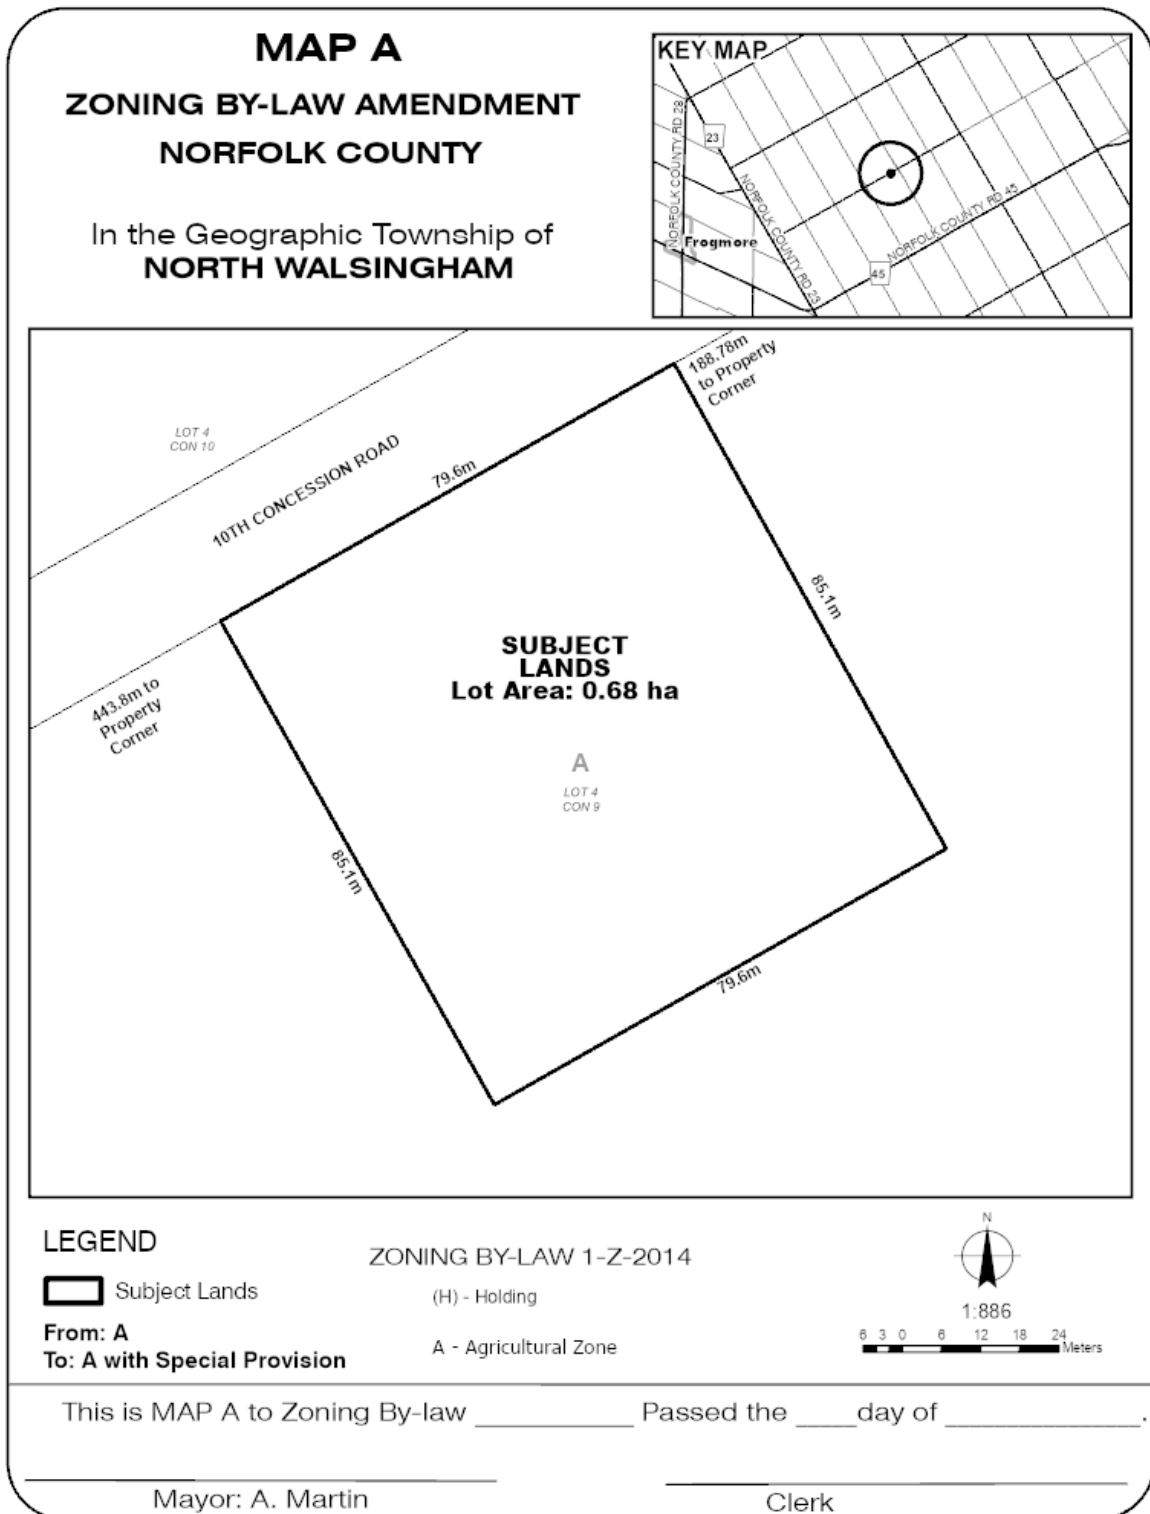 MAP A
ZONING BY-LAW AMENDMENT
NORFOLK COUNTY
In the Geographic Township of
NORTH WALSINGHAM
KEY MAP
NORFOLK COUNTY RD 28
23
NORFOLK COUNTY RD 23
Frogmore
NORFOLK COUNTY RD 45
45
188.78m
to Property
Corner
LOT 4
CON 10
10TH CONCESSION ROAD
79.6m
85.1m
SUBJECT
LANDS
Lot Area: 0.68 ha
443.8m to
Property
Corner
A
LOT 4
CON 9
85.1m
79.6m
LEGEND
Subject Lands
From: A
To: A with Special Provision
ZONING BY-LAW 1-Z-2014
(H) - Holding
A - Agricultural Zone
N
1:886
6 3 0 6 12 18 24
Meters
This is MAP A to Zoning By-law ____________ Passed the _____day of _______________.
Mayor: A. Martin
Clerk